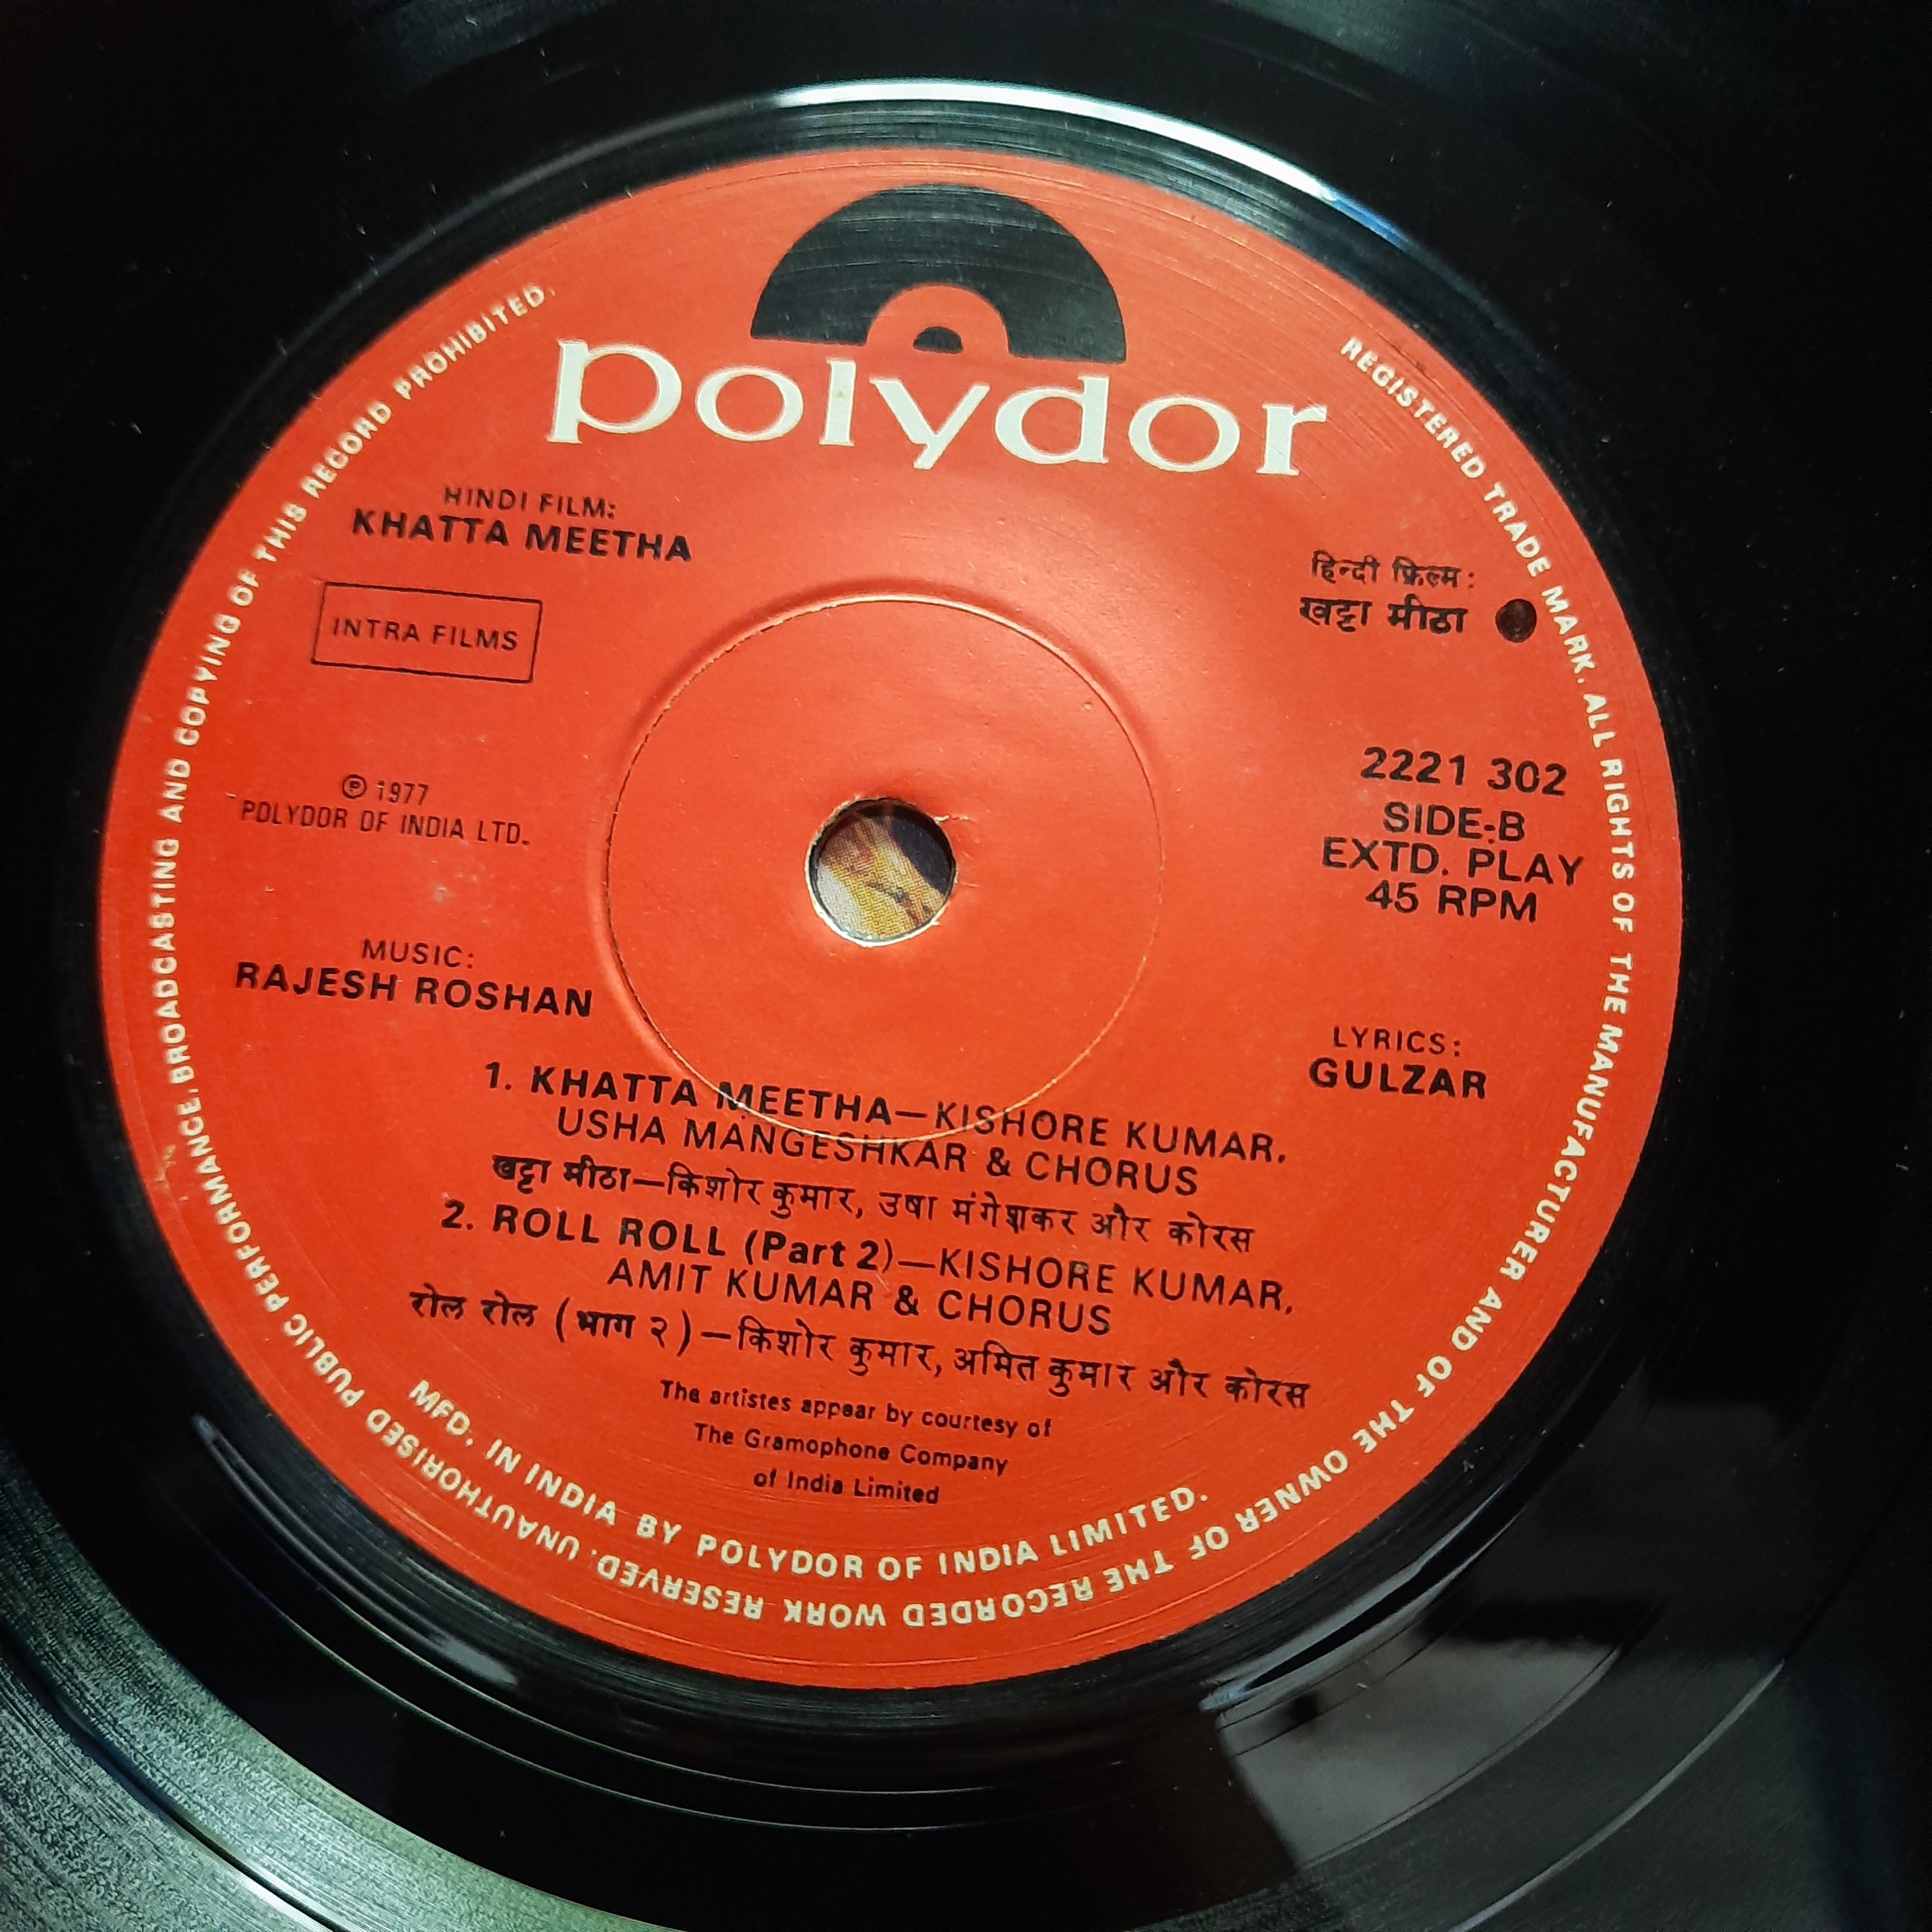 polydor
HINDI FILM:
KHATTA MEETHA
INTRA FILMS
हिन्दी फ़िल्म:
खट्टा मीठा
℗ 1977
POLYDOR OF INDIA LTD.
2221 302
SIDE:B
EXTD. PLAY
45 RPM
MUSIC:
RAJESH ROSHAN
LYRICS:
GULZAR
1. KHATTA MEETHA—KISHORE KUMAR,
USHA MANGESHKAR & CHORUS
खट्टा मीठा—किशोर कुमार, उषा मंगेशकर और कोरस
2. ROLL ROLL (Part 2)—KISHORE KUMAR,
AMIT KUMAR & CHORUS
रोल रोल (भाग २)—किशोर कुमार, अमित कुमार और कोरस
The artistes appear by courtesy of
The Gramophone Company
of India Limited
MFD. IN INDIA BY POLYDOR OF INDIA LIMITED.
REGISTERED TRADE MARK. ALL RIGHTS OF THE MANUFACTURER AND OF THE OWNER OF THE RECORDED WORK RESERVED. UNAUTHORISED PUBLIC PERFORMANCE, BROADCASTING AND COPYING OF THIS RECORD PROHIBITED.